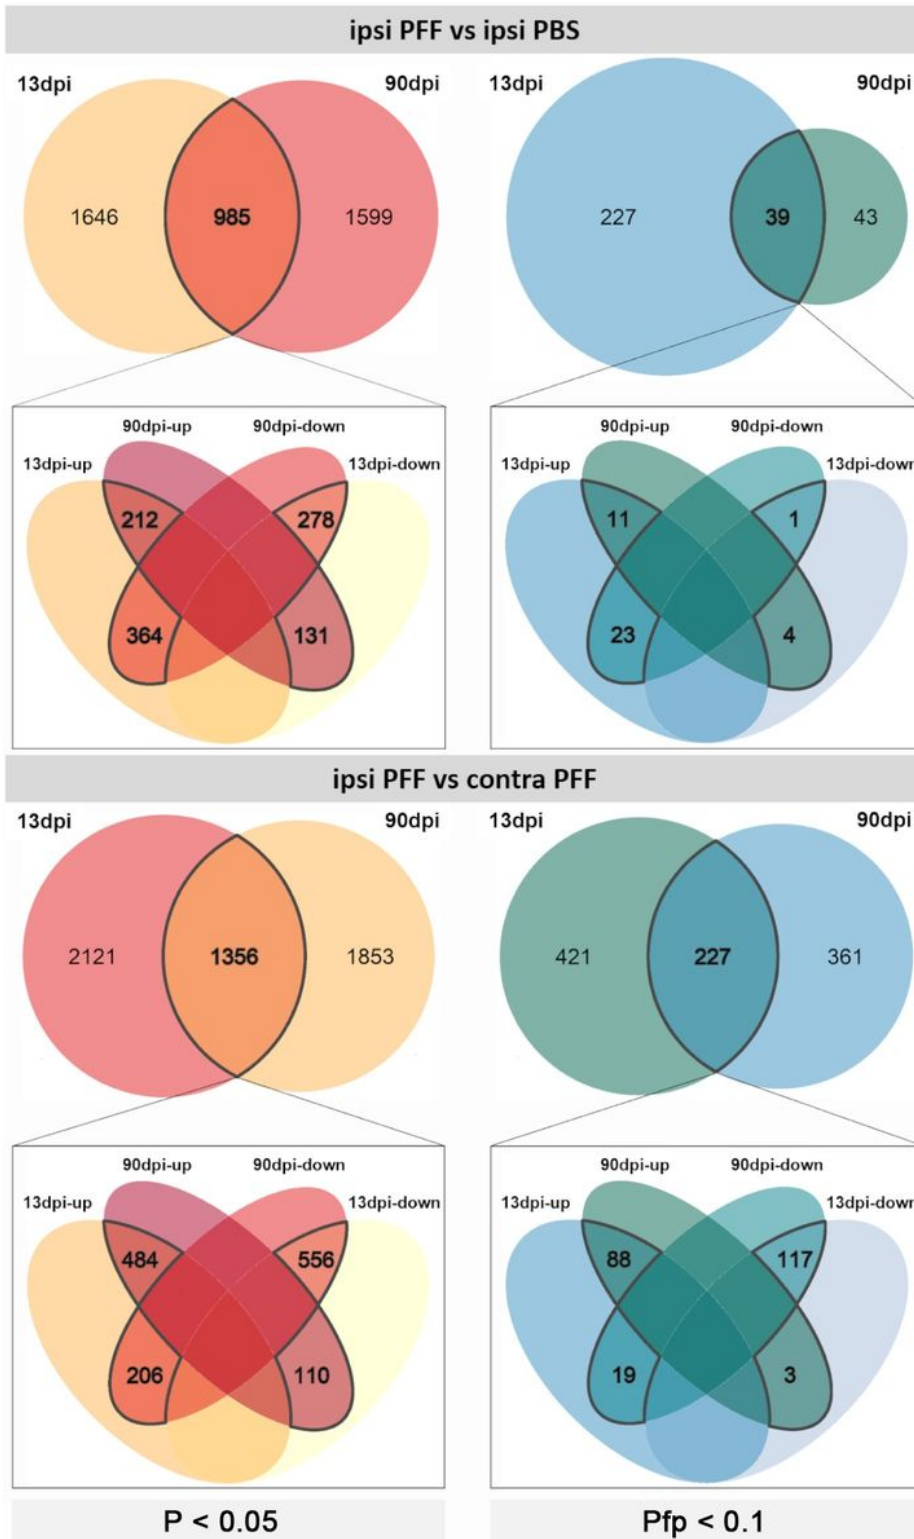 ipsi PFF vs ipsi PBS
13dpi 90dpi 13dpi 90dpi
1646 985 1599 227 39 43
90dpi-up 90dpi-down 90dpi-up 90dpi-down
13dpi-up 13dpi-down 13dpi-up 13dpi-down
212 278 11 1
364 131 23 4
ipsi PFF vs contra PFF
13dpi 90dpi 13dpi 90dpi
2121 1356 1853 421 227 361
90dpi-up 90dpi-down 90dpi-up 90dpi-down
13dpi-up 13dpi-down 13dpi-up 13dpi-down
484 556 88 117
206 110 19 3
P < 0.05 Pfp < 0.1